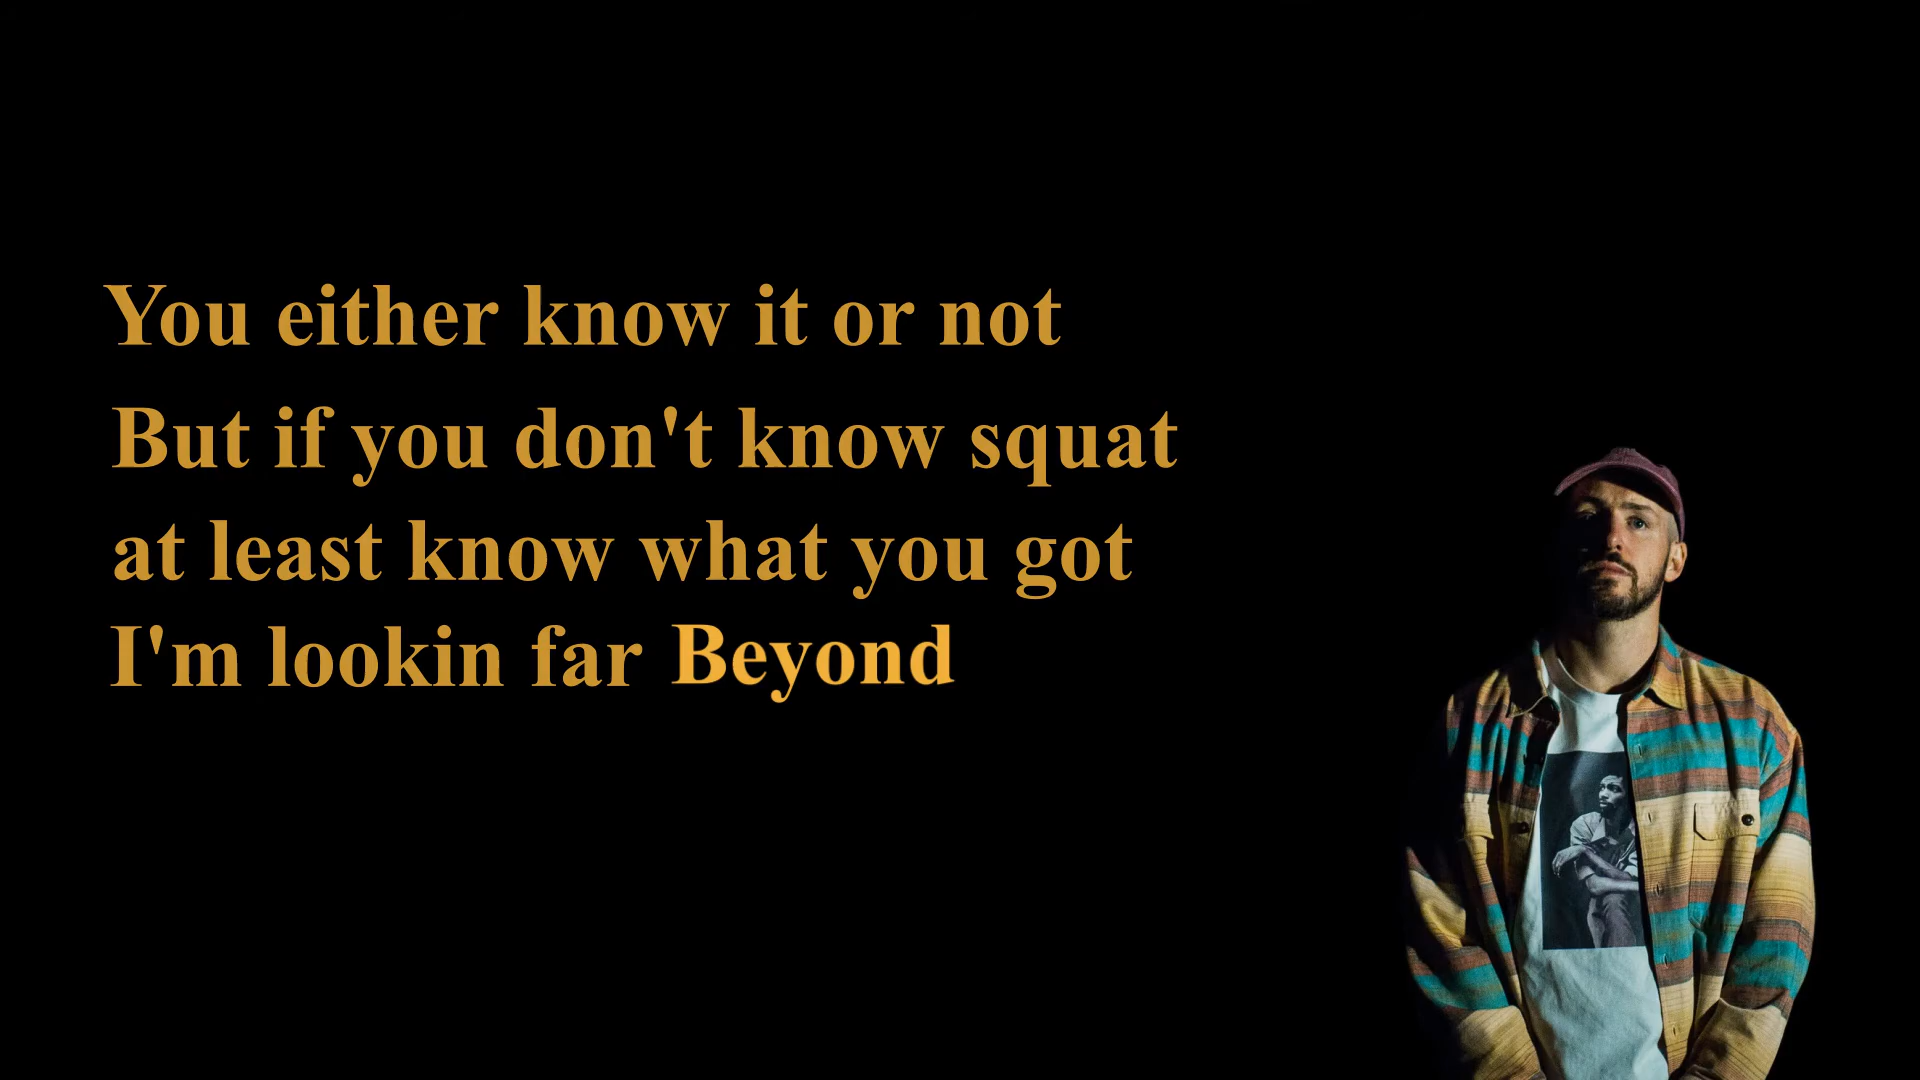 You either know it or not
But if you don't know squat
at least know what you got
I'm lookin far Beyond